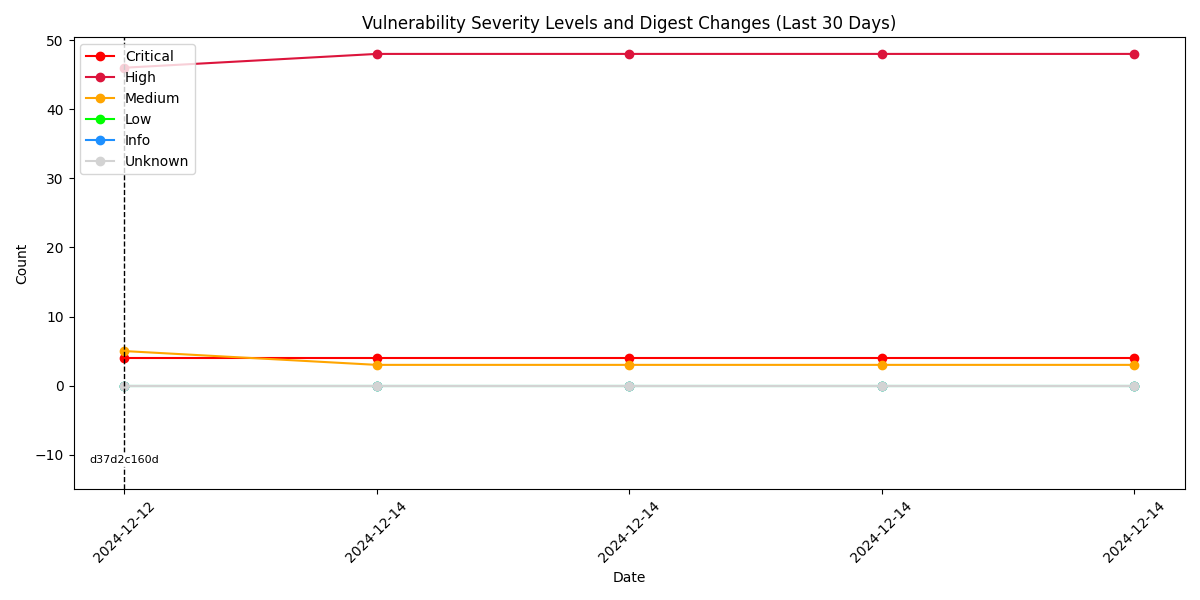 Vulnerability Severity Levels and Digest Changes (Last 30 Days)
Critical
High
Medium
Low
Info
Unknown
50
40
30
20
10
0
−10
Count
d37d2c160d
2024-12-12
2024-12-14
2024-12-14
2024-12-14
2024-12-14
Date